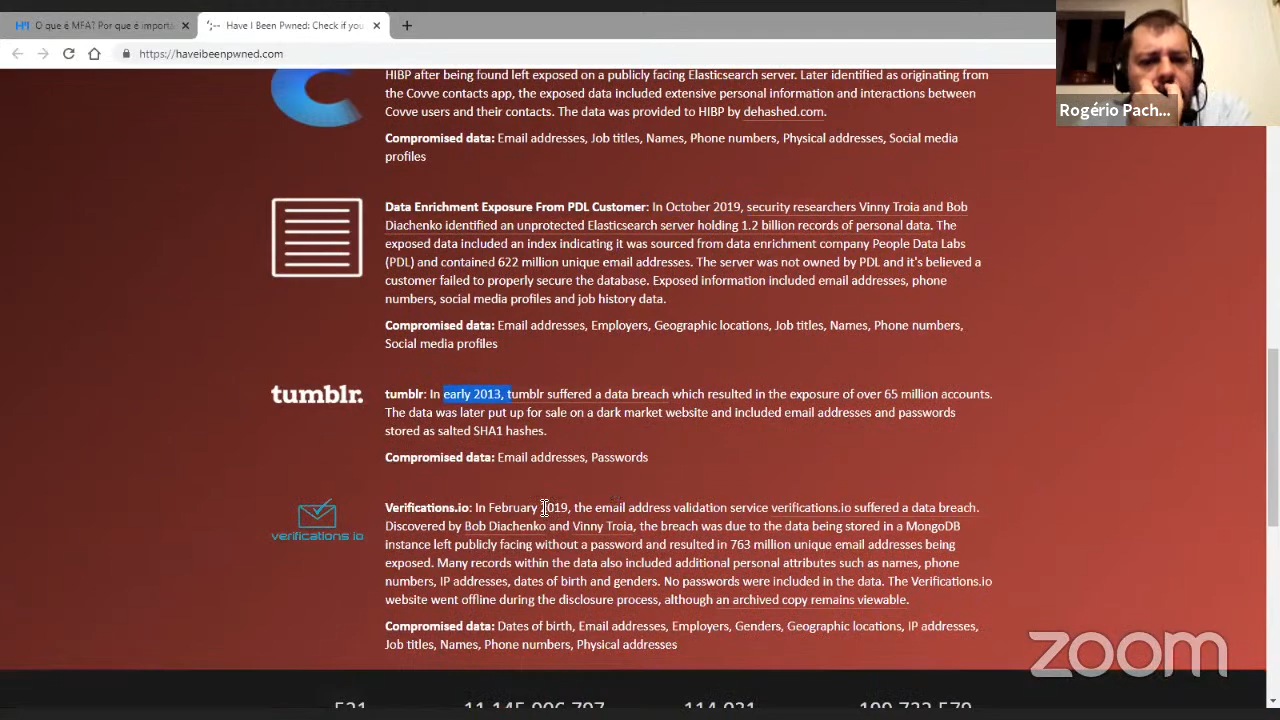 O que é MFA? Por que é import
Have I Been Pwned: Check if you
https://haveibeenpwned.com
Rogério Pach...
HIBP after being found left exposed on a publicly facing Elasticsearch server. Later identified as originating from
the Covve contacts app, the exposed data included extensive personal information and interactions between
Covve users and their contacts. The data was provided to HIBP by dehashed.com.
Compromised data: Email addresses, Job titles, Names, Phone numbers, Physical addresses, Social media
profiles
Data Enrichment Exposure From PDL Customer: In October 2019, security researchers Vinny Troia and Bob
Diachenko identified an unprotected Elasticsearch server holding 1.2 billion records of personal data. The
exposed data included an index indicating it was sourced from data enrichment company People Data Labs
(PDL) and contained 622 million unique email addresses. The server was not owned by PDL and it's believed a
customer failed to properly secure the database. Exposed information included email addresses, phone
numbers, social media profiles and job history data.
Compromised data: Email addresses, Employers, Geographic locations, Job titles, Names, Phone numbers,
Social media profiles
tumblr.
tumblr: In early 2013, tumblr suffered a data breach which resulted in the exposure of over 65 million accounts.
The data was later put up for sale on a dark market website and included email addresses and passwords
stored as salted SHA1 hashes.
Compromised data: Email addresses, Passwords
verifications io
Verifications.io: In February 2019, the email address validation service verifications.io suffered a data breach.
Discovered by Bob Diachenko and Vinny Troia, the breach was due to the data being stored in a MongoDB
instance left publicly facing without a password and resulted in 763 million unique email addresses being
exposed. Many records within the data also included additional personal attributes such as names, phone
numbers, IP addresses, dates of birth and genders. No passwords were included in the data. The Verifications.io
website went offline during the disclosure process, although an archived copy remains viewable.
Compromised data: Dates of birth, Email addresses, Employers, Genders, Geographic locations, IP addresses,
Job titles, Names, Phone numbers, Physical addresses
zoom